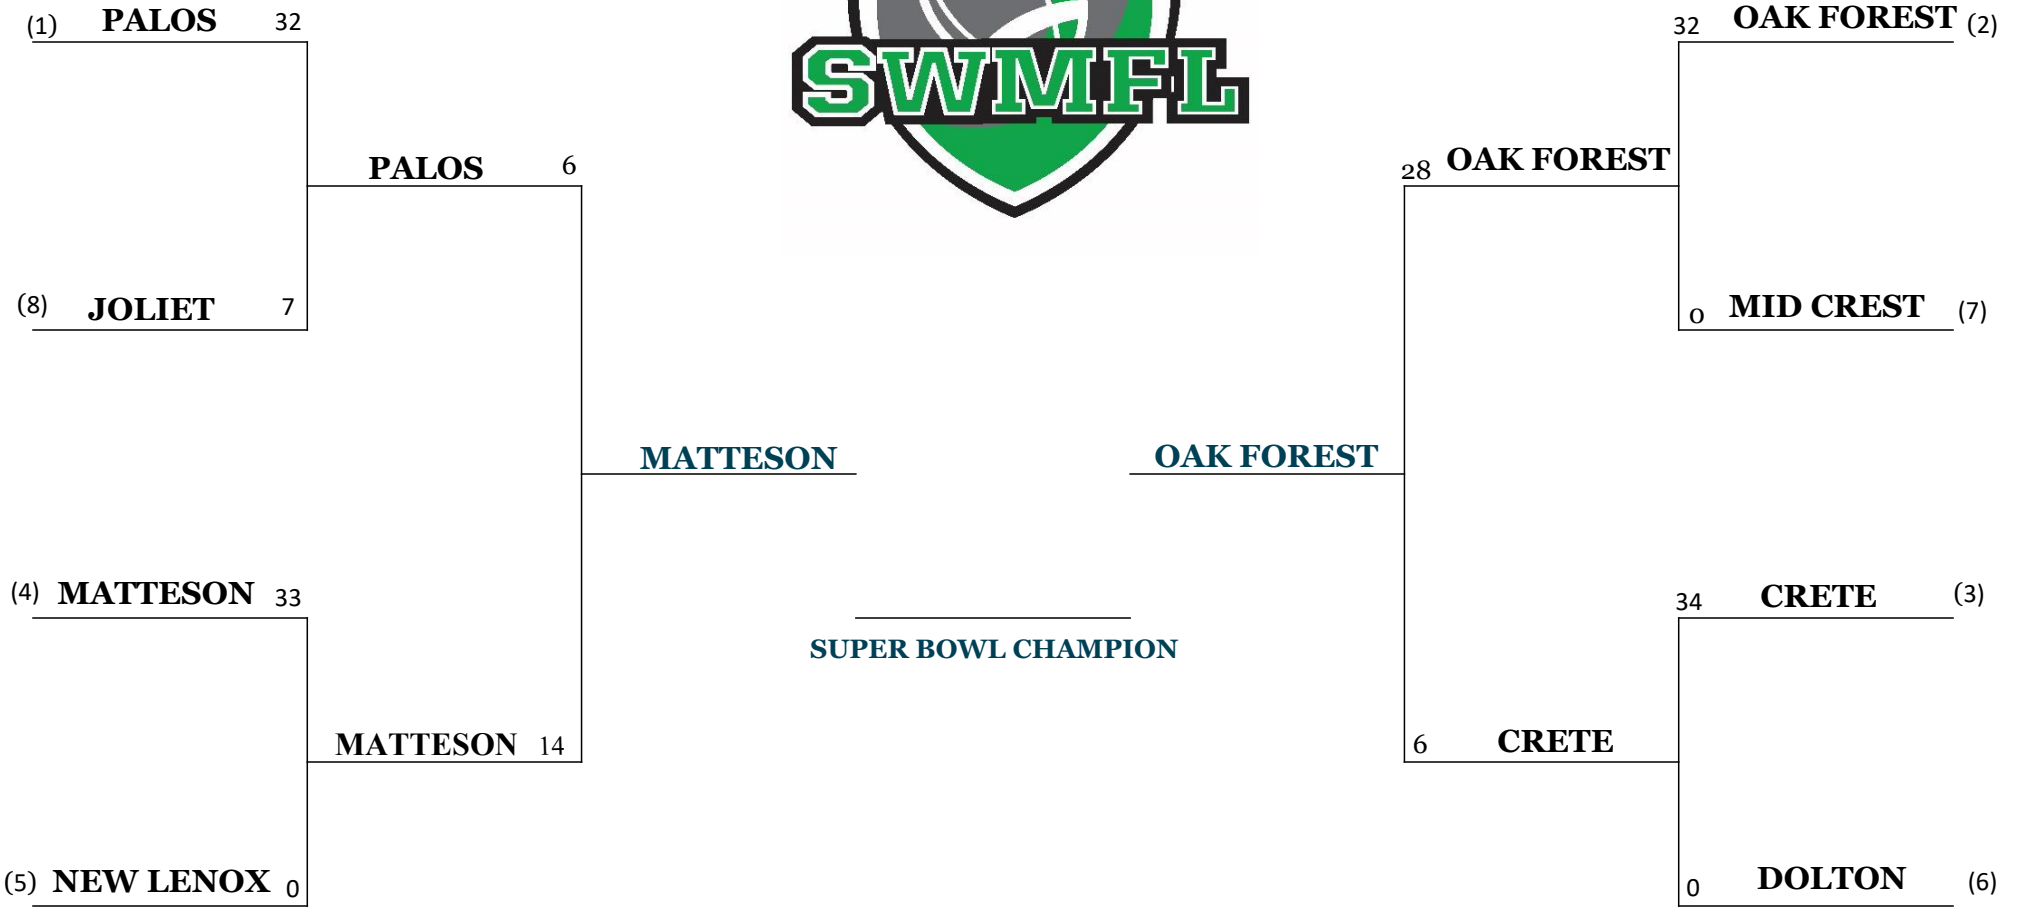 (1) PALOS 32
32 OAK FOREST (2)
SWMFL
PALOS 6
28 OAK FOREST
(8) JOLIET 7
0 MID CREST (7)
MATTESON
OAK FOREST
(4) MATTESON 33
34 CRETE (3)
SUPER BOWL CHAMPION
MATTESON 14
6 CRETE
(5) NEW LENOX 0
0 DOLTON (6)